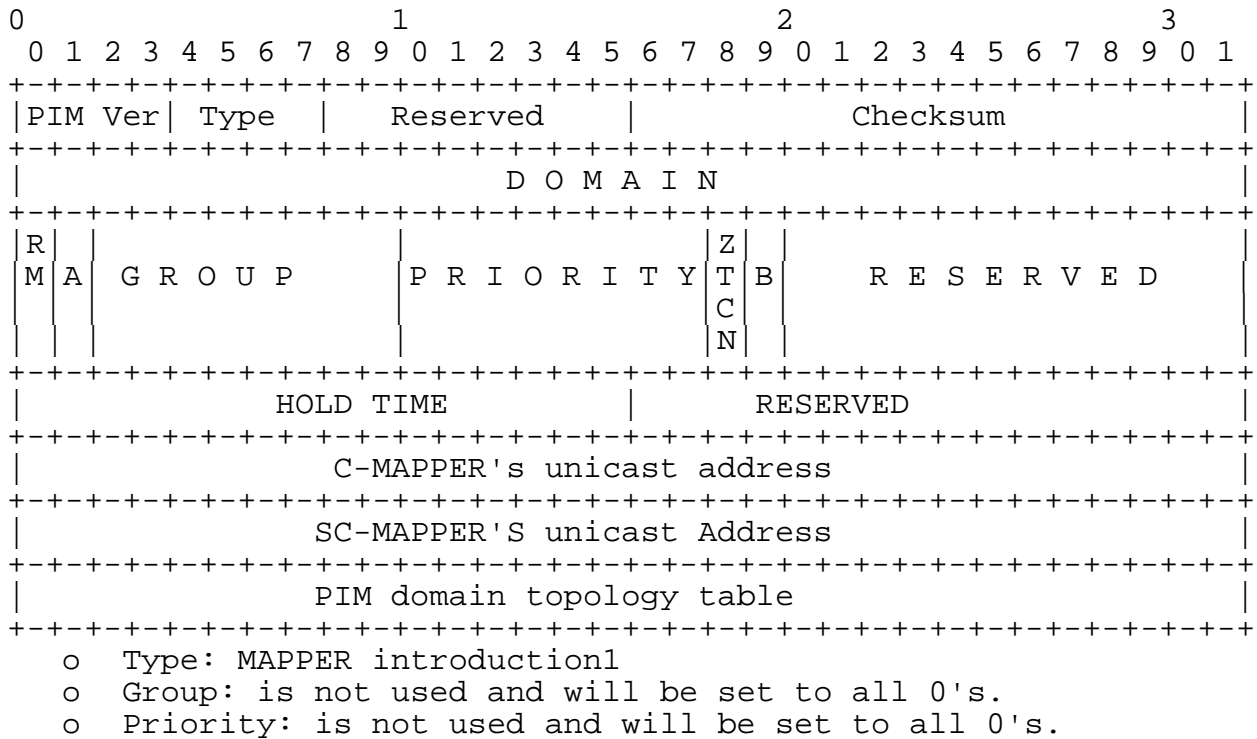 0                   1                   2                   3
 0 1 2 3 4 5 6 7 8 9 0 1 2 3 4 5 6 7 8 9 0 1 2 3 4 5 6 7 8 9 0 1
+-+-+-+-+-+-+-+-+-+-+-+-+-+-+-+-+-+-+-+-+-+-+-+-+-+-+-+-+-+-+-+-+
|PIM Ver| Type  |   Reserved    |           Checksum            |
+-+-+-+-+-+-+-+-+-+-+-+-+-+-+-+-+-+-+-+-+-+-+-+-+-+-+-+-+-+-+-+-+
|                         D O M A I N                           |
+-+-+-+-+-+-+-+-+-+-+-+-+-+-+-+-+-+-+-+-+-+-+-+-+-+-+-+-+-+-+-+-+
|R| |               |               |Z| |                       |
|M|A| G R O U P     |P R I O R I T Y|T|B|    R E S E R V E D    |
| | |               |               |C| |                       |
| | |               |               |N| |                       |
+-+-+-+-+-+-+-+-+-+-+-+-+-+-+-+-+-+-+-+-+-+-+-+-+-+-+-+-+-+-+-+-+
|             HOLD TIME         |      RESERVED                 |
+-+-+-+-+-+-+-+-+-+-+-+-+-+-+-+-+-+-+-+-+-+-+-+-+-+-+-+-+-+-+-+-+
|                C-MAPPER's unicast address                     |
+-+-+-+-+-+-+-+-+-+-+-+-+-+-+-+-+-+-+-+-+-+-+-+-+-+-+-+-+-+-+-+-+
|               SC-MAPPER'S unicast Address                     |
+-+-+-+-+-+-+-+-+-+-+-+-+-+-+-+-+-+-+-+-+-+-+-+-+-+-+-+-+-+-+-+-+
|               PIM domain topology table                       |
+-+-+-+-+-+-+-+-+-+-+-+-+-+-+-+-+-+-+-+-+-+-+-+-+-+-+-+-+-+-+-+-+
   o  Type: MAPPER introduction1
   o  Group: is not used and will be set to all 0's.
   o  Priority: is not used and will be set to all 0's.